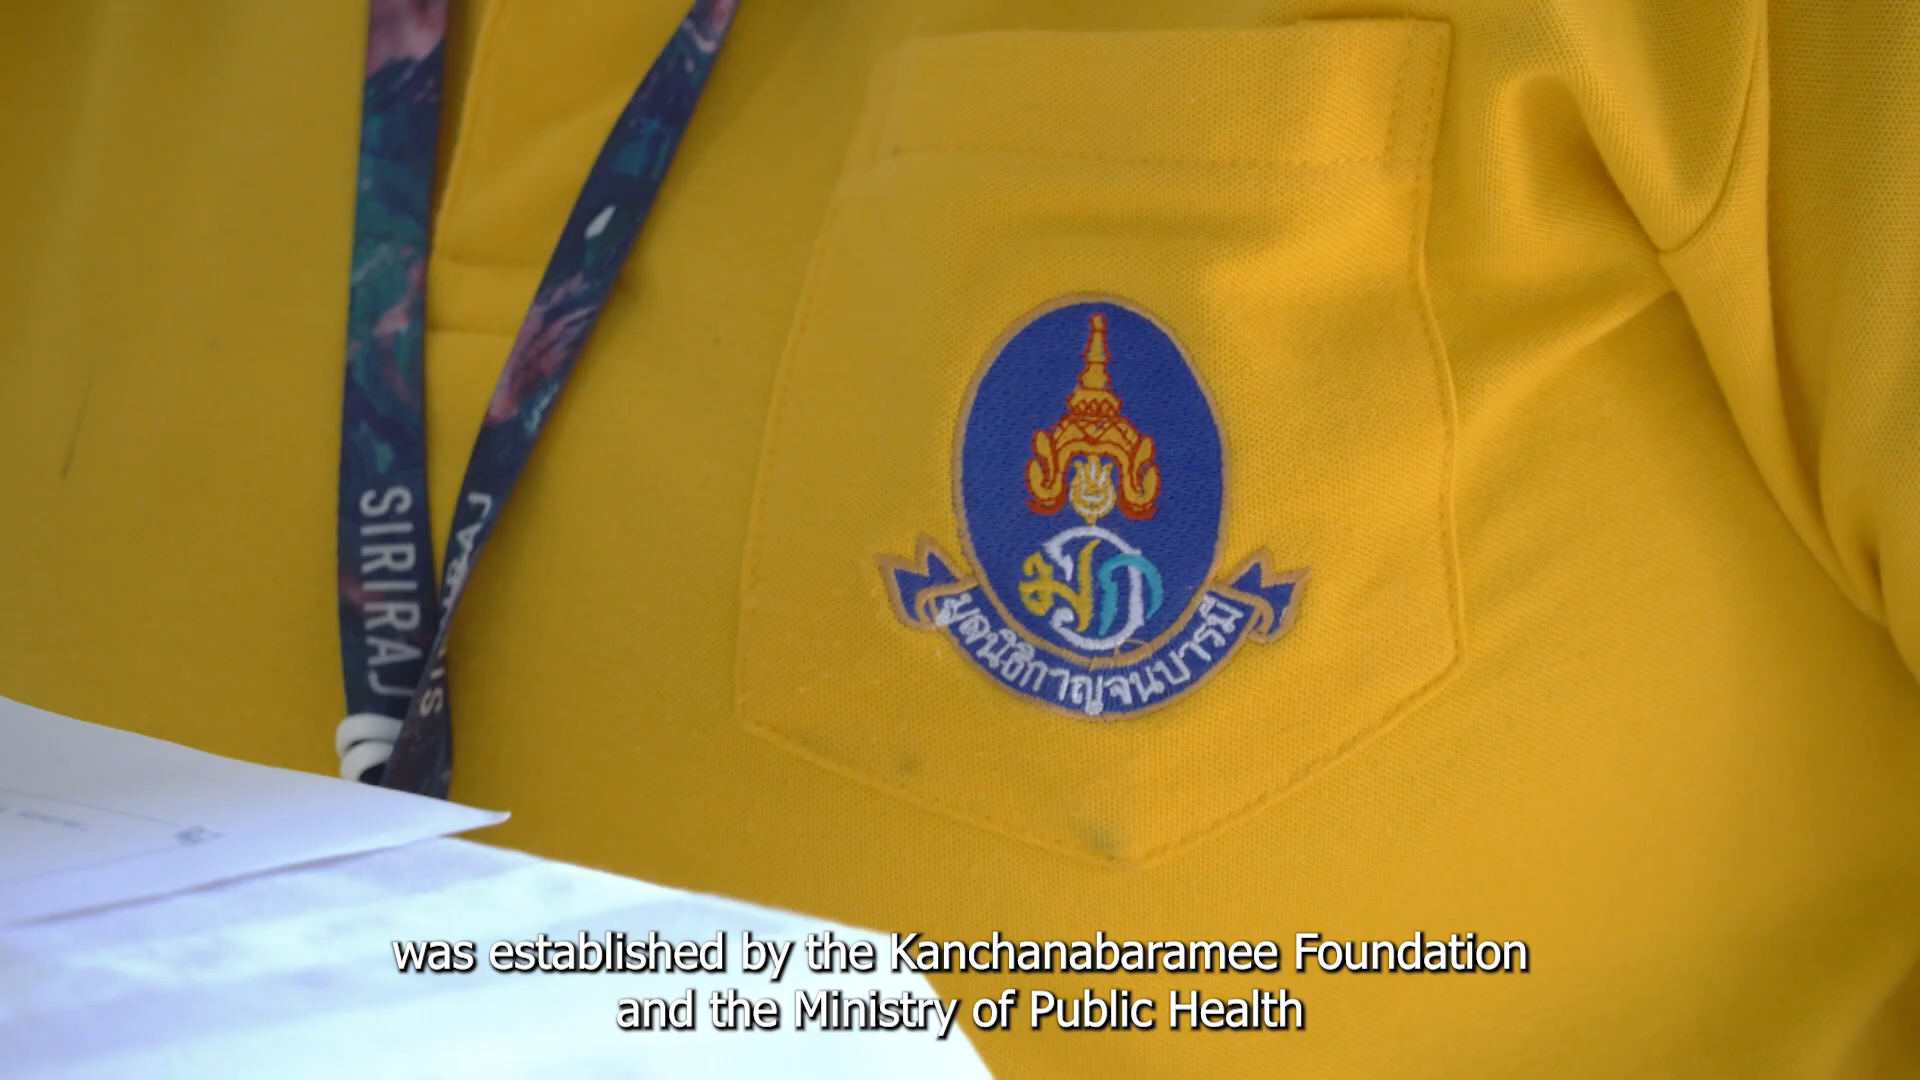 SIRIRAJ
มก
มูลนิธิกาญจนบารมี
was established by the Kanchanabaramee Foundation
and the Ministry of Public Health